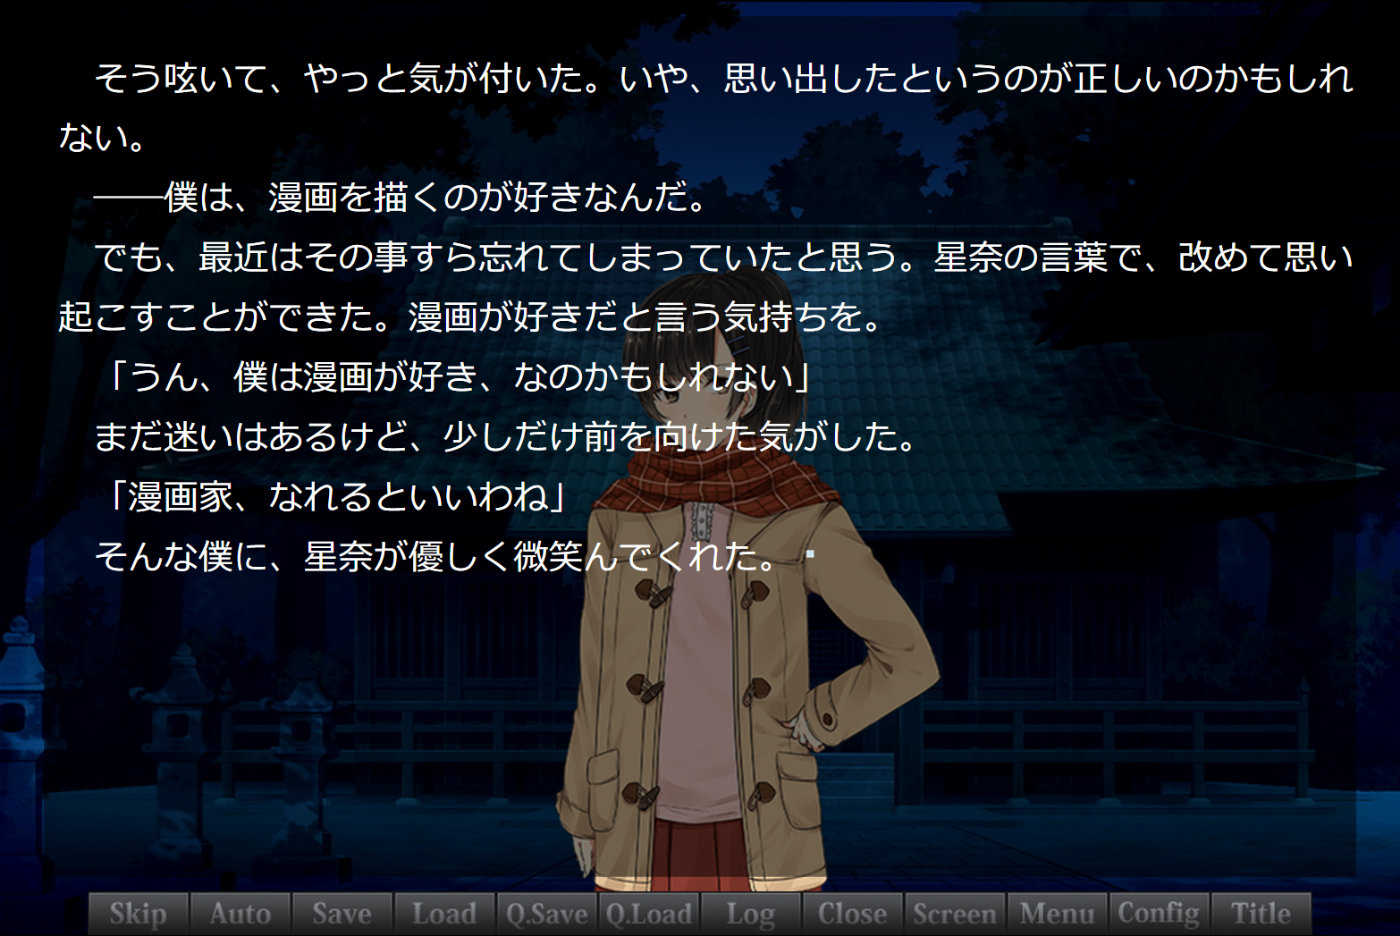 そう呟いて、やっと気が付いた。いや、思い出したというのが正しいのかもしれ
ない。
――僕は、漫画を描くのが好きなんだ。
でも、最近はその事すら忘れてしまっていたと思う。星奈の言葉で、改めて思い
起こすことができた。漫画が好きだと言う気持ちを。
「うん、僕は漫画が好き、なのかもしれない」
まだ迷いはあるけど、少しだけ前を向けた気がした。
「漫画家、なれるといいわね」
そんな僕に、星奈が優しく微笑んでくれた。
Skip Auto Save Load Q.Save Q.Load Log Close Screen Menu Config Title